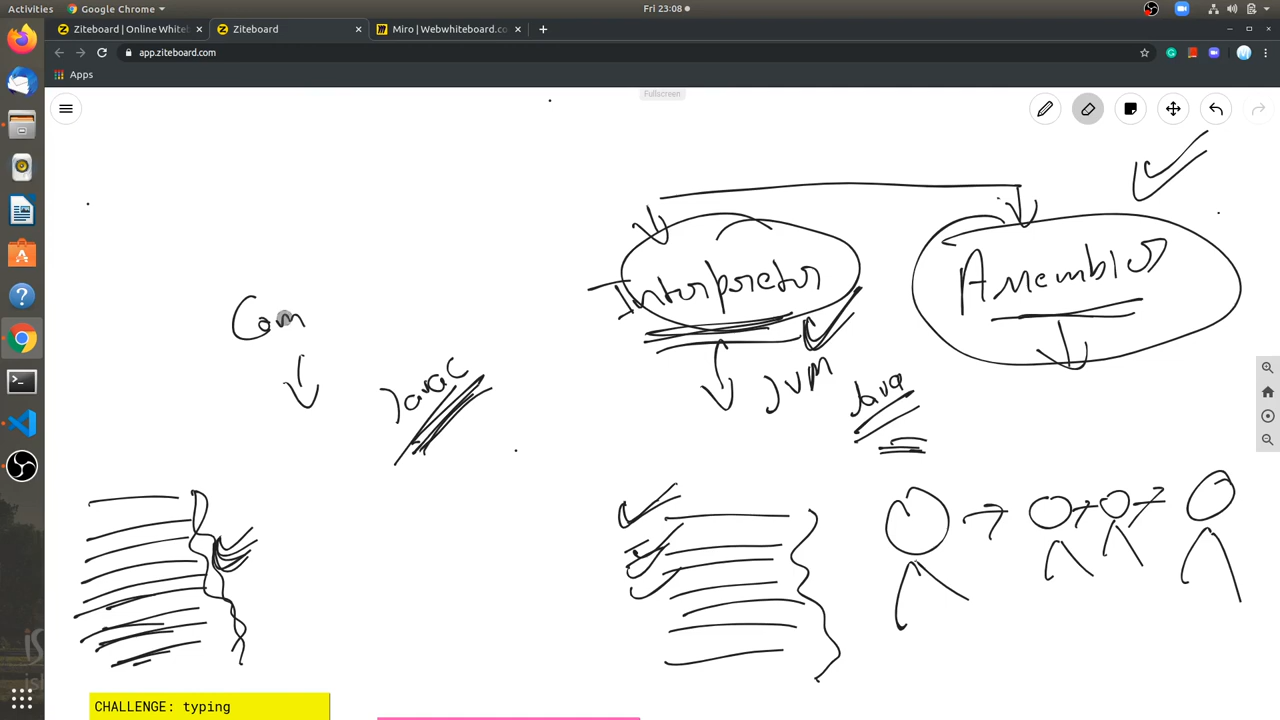 Activities
Google Chrome
Fri 23:08
Ziteboard | Online Whiteb
Ziteboard
Miro | Webwhiteboard.co
app.ziteboard.com
Apps
Fullscreen
Interpretor
Assembler
Com
Javac
JVM
Java
CHALLENGE: typing